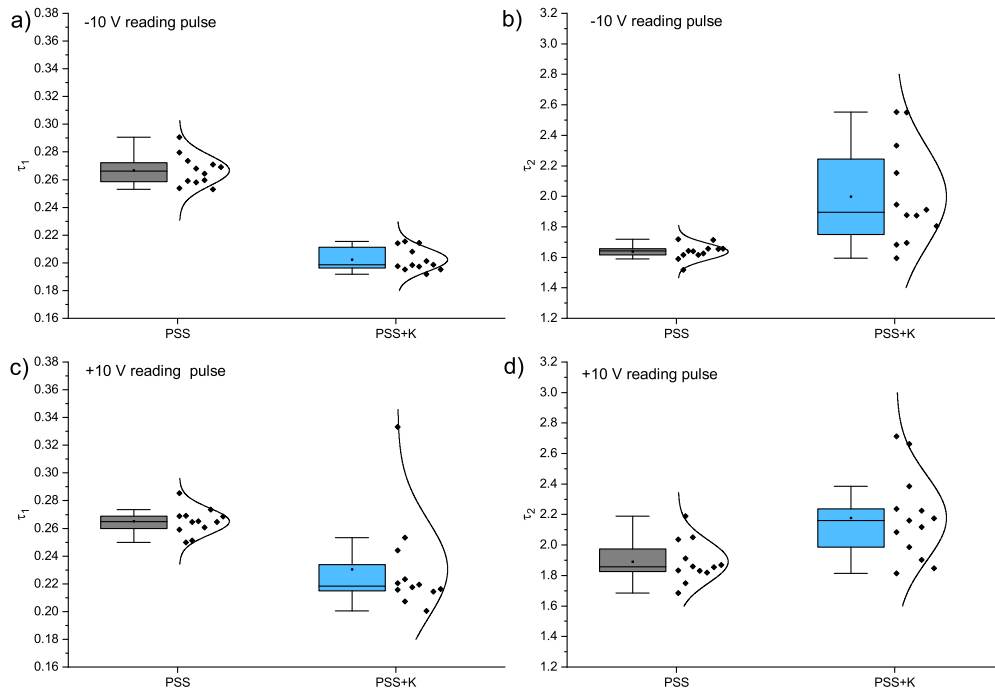 a)
-10 V reading pulse
0.38
0.36
0.34
0.32
0.30
0.28
0.26
0.24
0.22
0.20
0.18
0.16
τ1
PSS
PSS+K
b)
-10 V reading pulse
3.2
3.0
2.8
2.6
2.4
2.2
2.0
1.8
1.6
1.4
1.2
τ2
PSS
PSS+K
c)
+10 V reading  pulse
0.38
0.36
0.34
0.32
0.30
0.28
0.26
0.24
0.22
0.20
0.18
0.16
τ1
PSS
PSS+K
d)
+10 V reading pulse
3.2
3.0
2.8
2.6
2.4
2.2
2.0
1.8
1.6
1.4
1.2
τ2
PSS
PSS+K